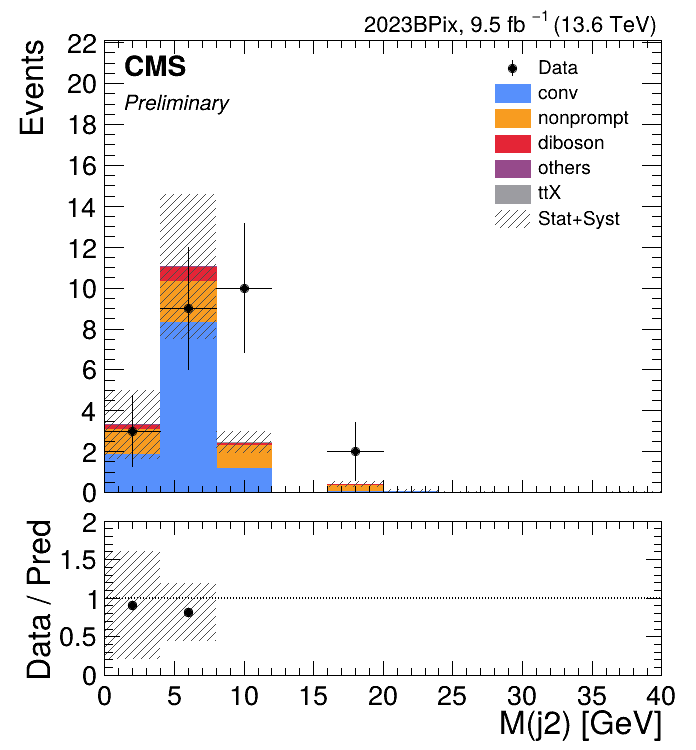 2023BPix, 9.5 fb⁻¹ (13.6 TeV)
CMS
Preliminary
Data
conv
nonprompt
diboson
others
ttX
Stat+Syst
Events
22
20
18
16
14
12
10
8
6
4
2
0
Data / Pred
2
1.5
1
0.5
0
0 5 10 15 20 25 30 35 40
M(j2) [GeV]